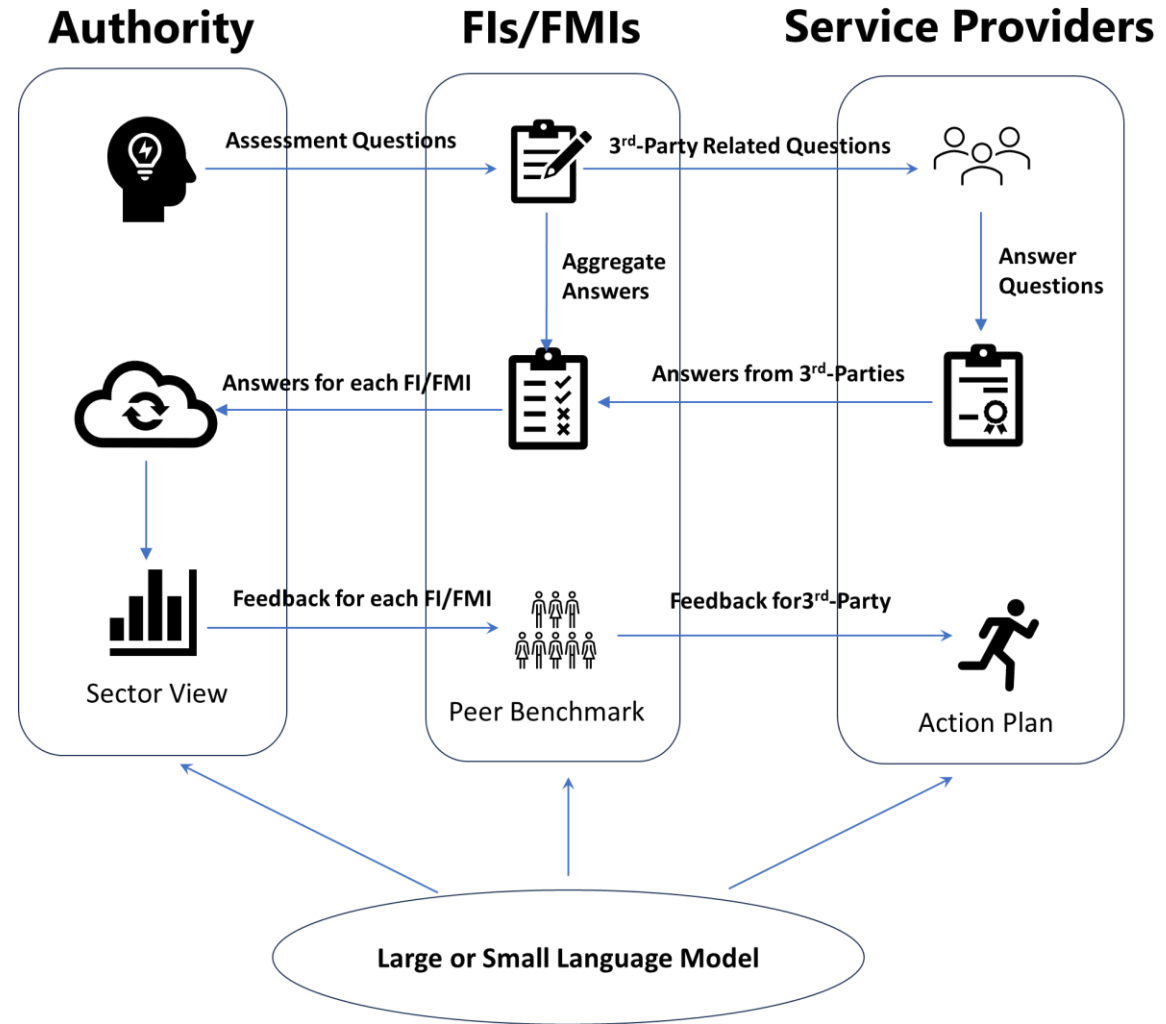 Authority
FIs/FMIs
Service Providers
Assessment Questions
3rd-Party Related Questions
Aggregate
Answers
Answer
Questions
Answers for each FI/FMI
Answers from 3rd-Parties
Feedback for each FI/FMI
Feedback for3rd-Party
Sector View
Peer Benchmark
Action Plan
Large or Small Language Model